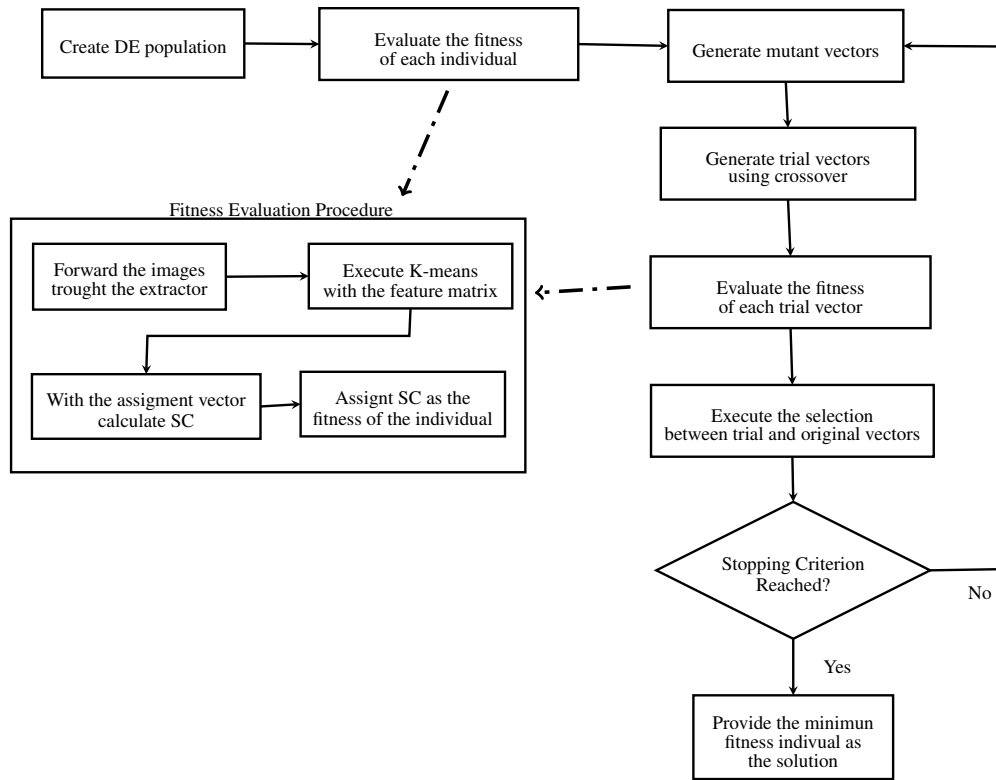 Create DE population
Evaluate the fitness
of each individual
Generate mutant vectors
Generate trial vectors
using crossover
Fitness Evaluation Procedure
Forward the images
trought the extractor
Execute K-means
with the feature matrix
With the assigment vector
calculate SC
Assignt SC as the
fitness of the individual
Evaluate the fitness
of each trial vector
Execute the selection
between trial and original vectors
Stopping Criterion
Reached?
No
Yes
Provide the minimun
fitness indivual as
the solution